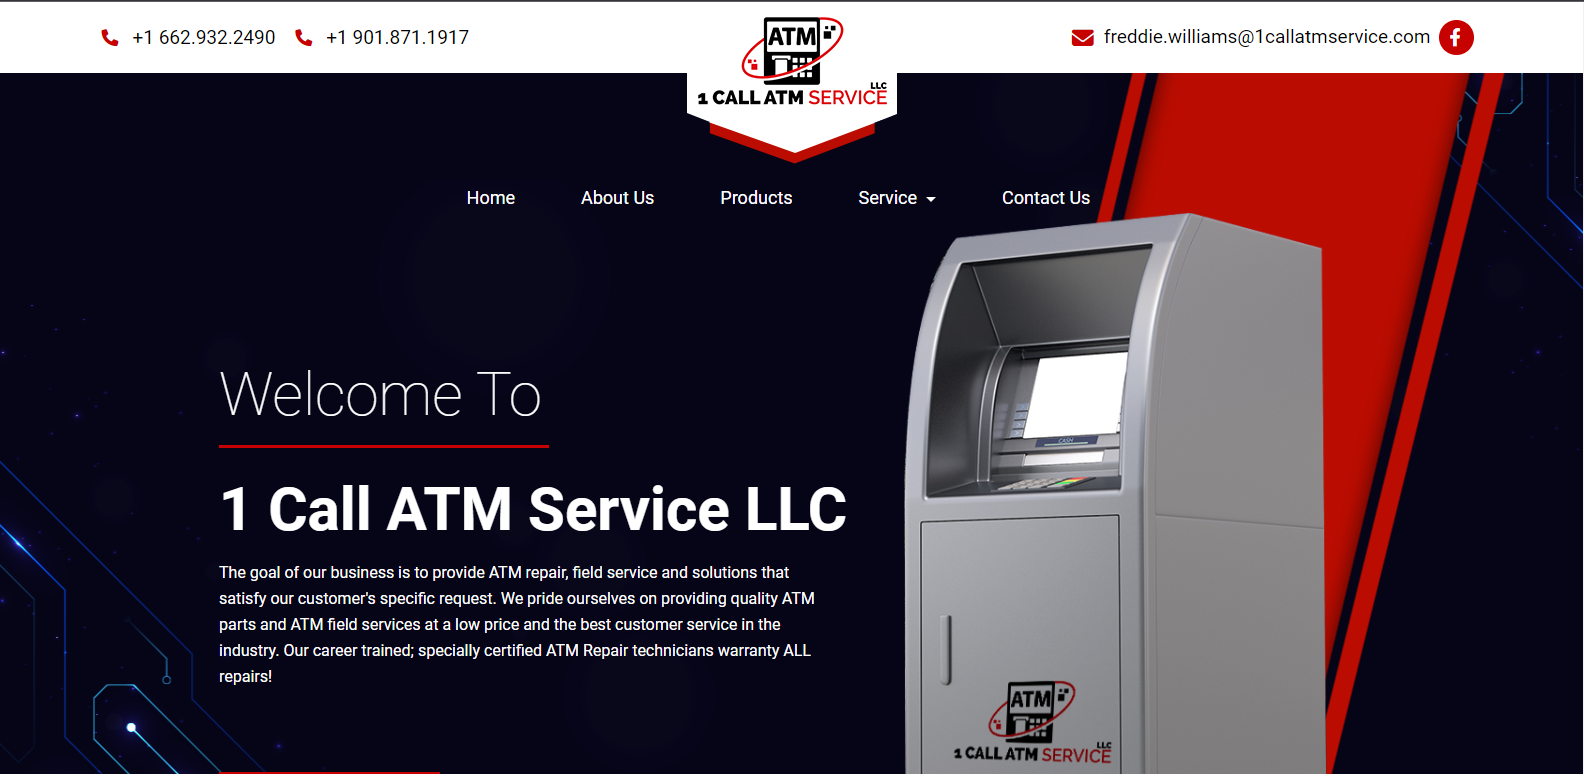 +1 662.932.2490
+1 901.871.1917
ATM
LLC
1 CALL ATM SERVICE
freddie.williams@1callatmservice.com
Home
About Us
Products
Service
Contact Us
Welcome To
1 Call ATM Service LLC
The goal of our business is to provide ATM repair, field service and solutions that
satisfy our customer's specific request. We pride ourselves on providing quality ATM
parts and ATM field services at a low price and the best customer service in the
industry. Our career trained; specially certified ATM Repair technicians warranty ALL
repairs!
CASH
ATM
LLC
1 CALL ATM SERVICE